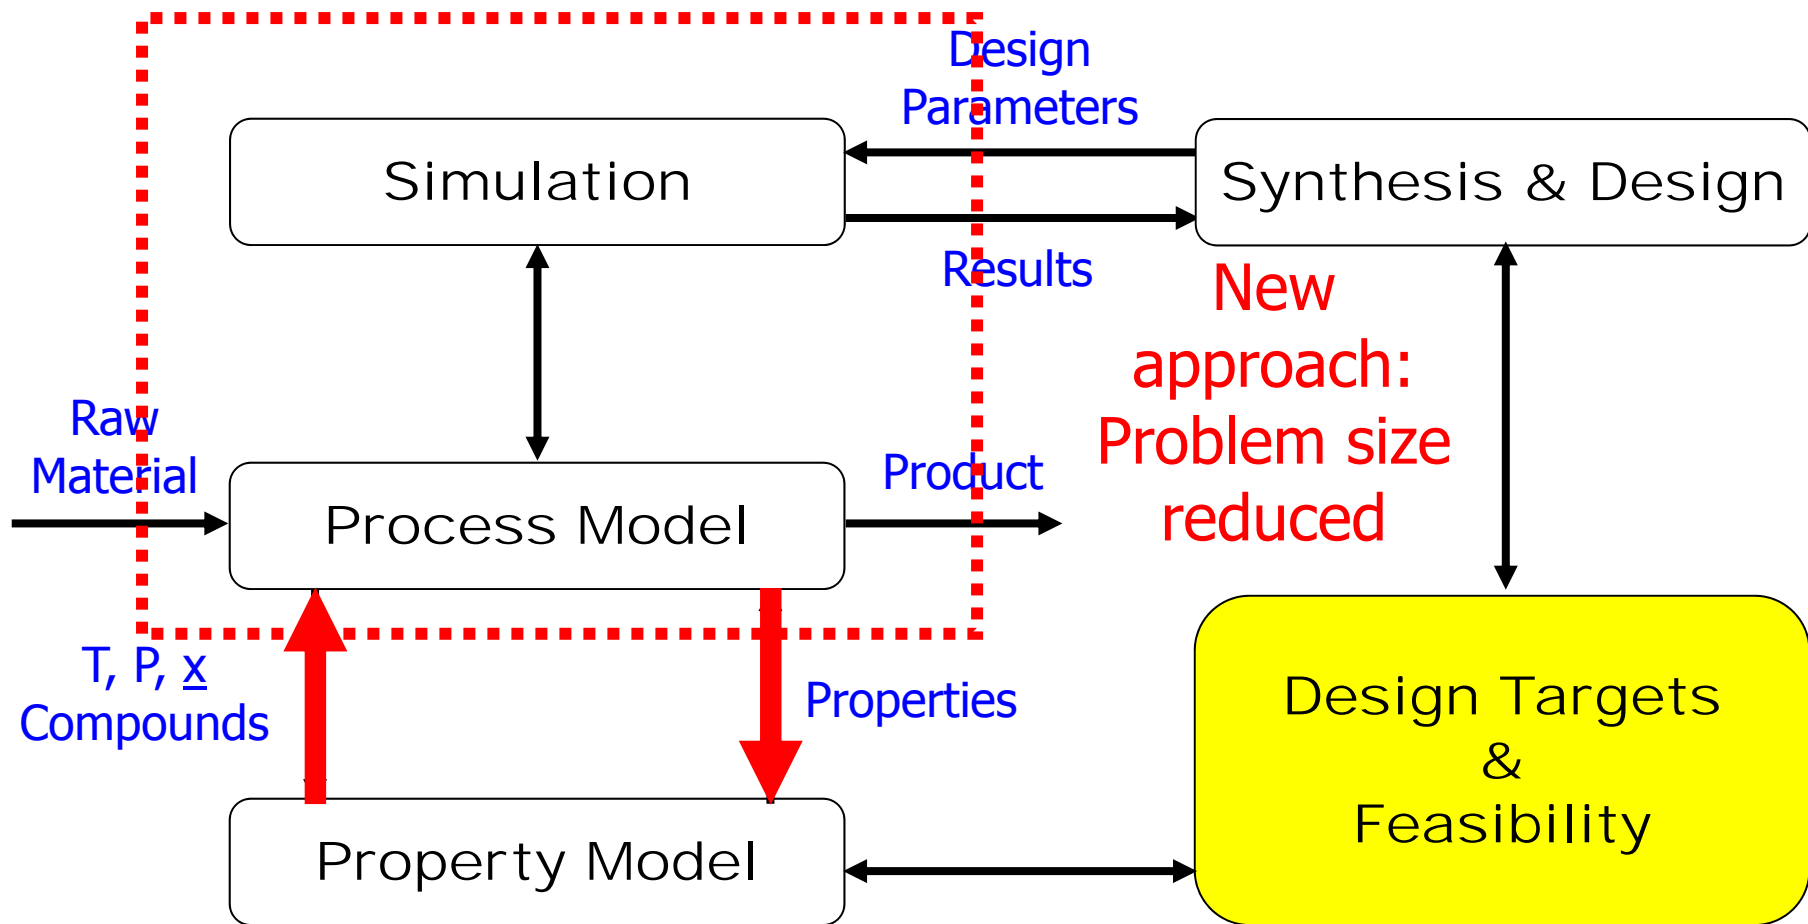 Design
Parameters
Simulation
Synthesis & Design
Results
New
approach:
Problem size
reduced
Raw
Material
Product
Process Model
T, P, x
Compounds
Properties
Design Targets
&
Feasibility
Property Model